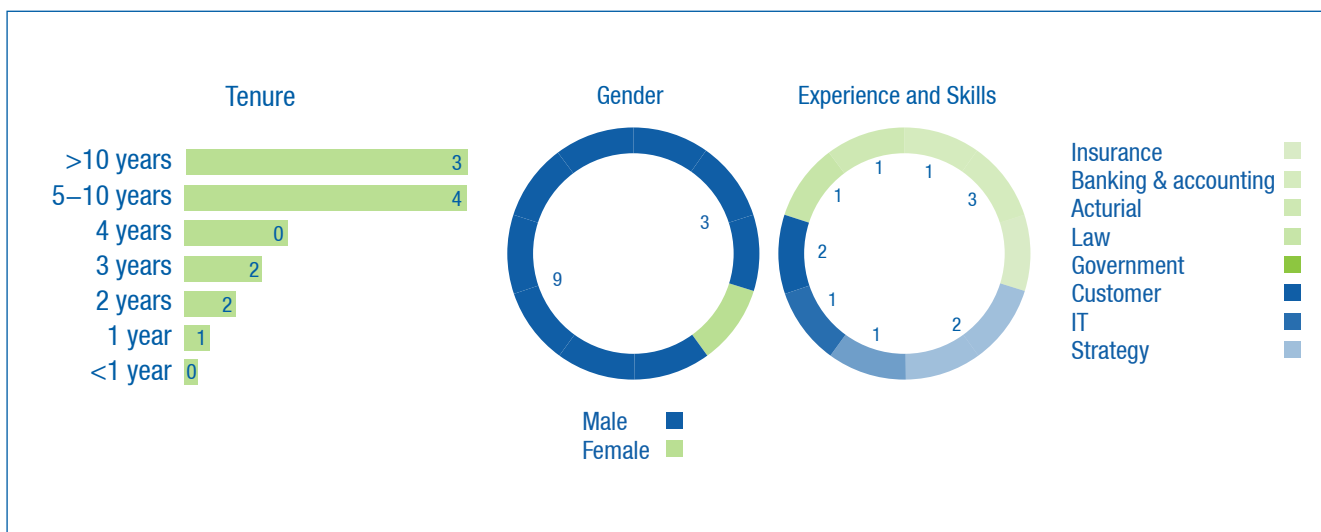 Tenure
>10 years 3
5–10 years 4
4 years 0
3 years 2
2 years 2
1 year 1
<1 year 0
Gender
3
9
Male
Female
Experience and Skills
1
1
3
1
2
1
1
2
Insurance
Banking & accounting
Acturial
Law
Government
Customer
IT
Strategy